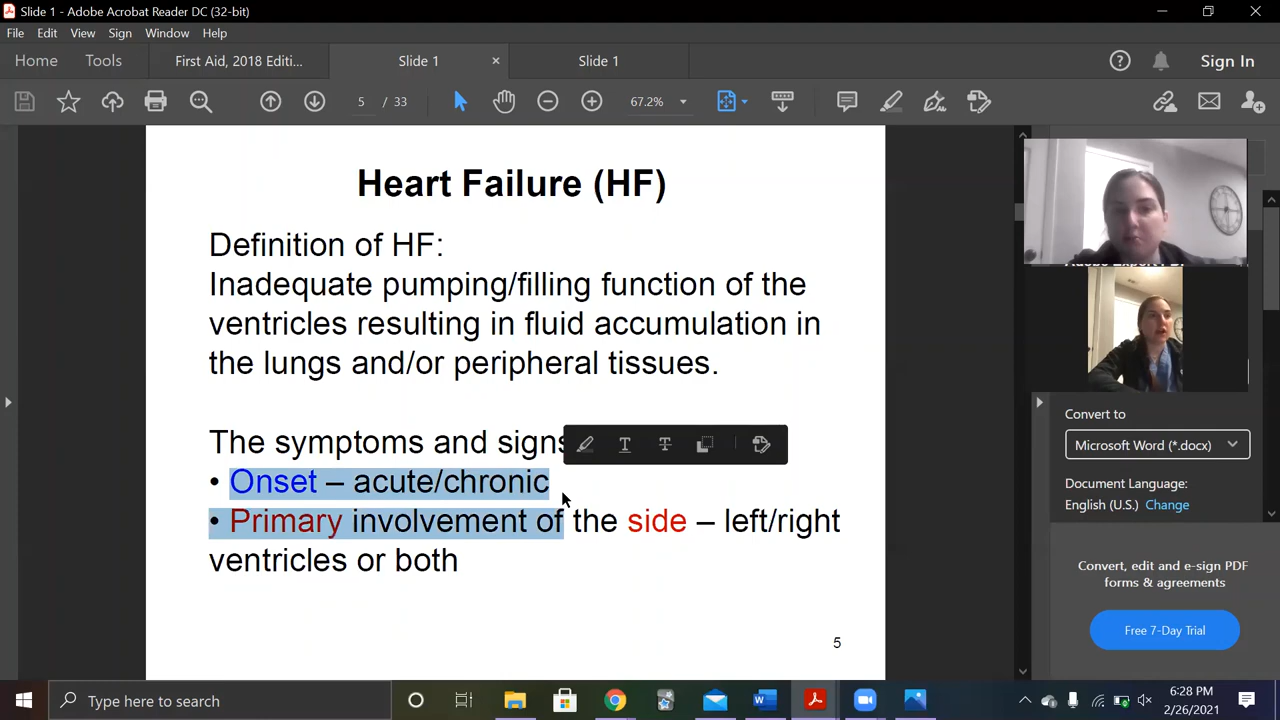 Slide 1 - Adobe Acrobat Reader DC (32-bit)
File Edit View Sign Window Help
Home Tools First Aid, 2018 Editi... Slide 1 × Slide 1 Sign In
5 / 33 67.2%
Heart Failure (HF)
Definition of HF:
Inadequate pumping/filling function of the
ventricles resulting in fluid accumulation in
the lungs and/or peripheral tissues.
The symptoms and signs
• Onset – acute/chronic
• Primary involvement of the side – left/right
ventricles or both
5
Convert to
Microsoft Word (*.docx)
Document Language:
English (U.S.) Change
Convert, edit and e-sign PDF
forms & agreements
Free 7-Day Trial
Type here to search
6:28 PM
2/26/2021